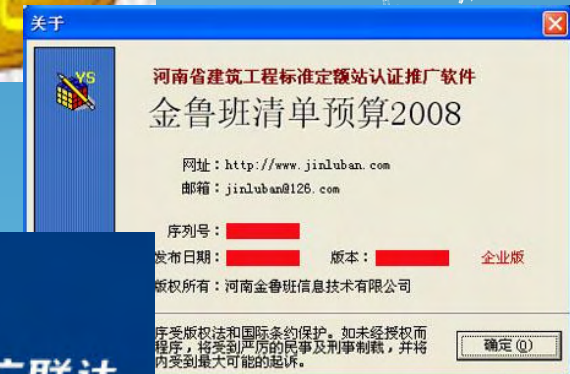 关于
YS
河南省建筑工程标准定额站认证推广软件
金鲁班清单预算2008
网址：http://www.jinluban.com
邮箱：jinluban@126.com
序列号：
发布日期： 版本： 企业版
版权所有：河南金鲁班信息技术有限公司
序受版权法和国际条约保护。如未经授权而
程序，将受到严厉的民事及刑事制裁，并将
内受到最大可能的起诉。
确定(O)
广联达